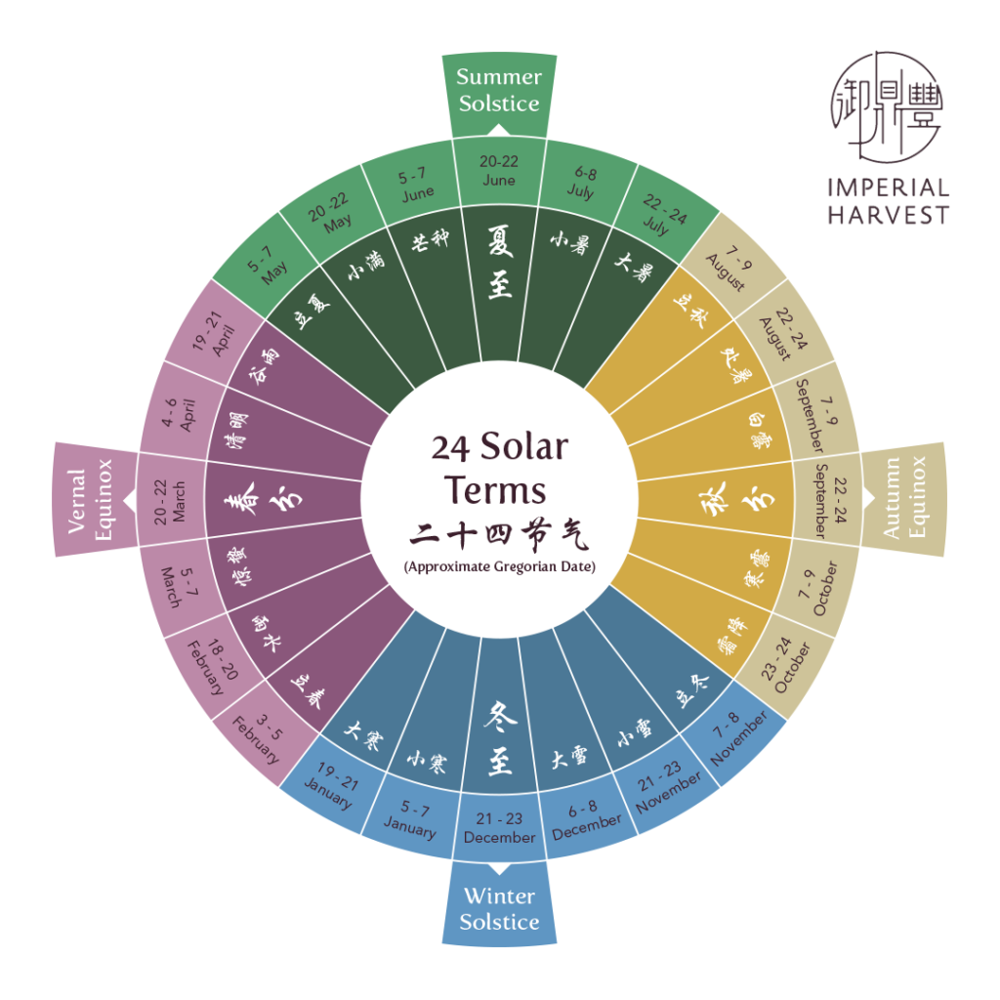 御鼎豐
IMPERIAL
HARVEST
24 Solar
Terms
二十四节气
(Approximate Gregorian Date)
Summer
Solstice
20-22
June
夏
至
6-8
July
小暑
22 - 24
July
大暑
7 - 9
August
立秋
22 - 24
August
处暑
7 - 9
September
白露
Autumn
Equinox
22 - 24
September
秋分
7 - 9
October
寒露
23 - 24
October
霜降
7 - 8
November
立冬
21 - 23
November
小雪
6 - 8
December
大雪
冬
至
21 - 23
December
Winter
Solstice
5 - 7
January
小寒
19 - 21
January
大寒
3 - 5
February
立春
18 - 20
February
雨水
5 - 7
March
惊蛰
Vernal
Equinox
20 - 22
March
春分
4 - 6
April
清明
19 - 21
April
谷雨
5 - 7
May
立夏
20 -22
May
小满
5 - 7
June
芒种